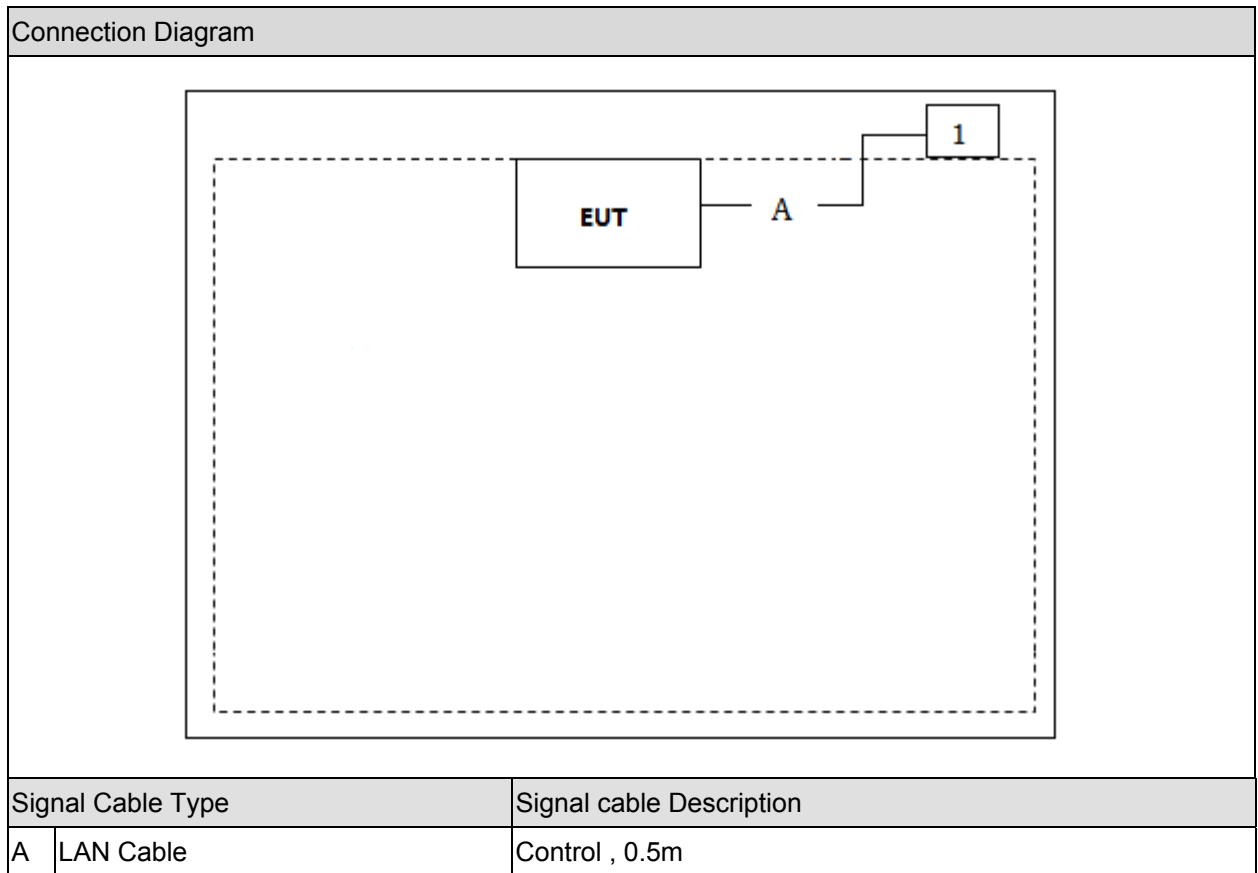 Connection Diagram
1
EUT
A
Signal Cable Type Signal cable Description
A LAN Cable Control , 0.5m